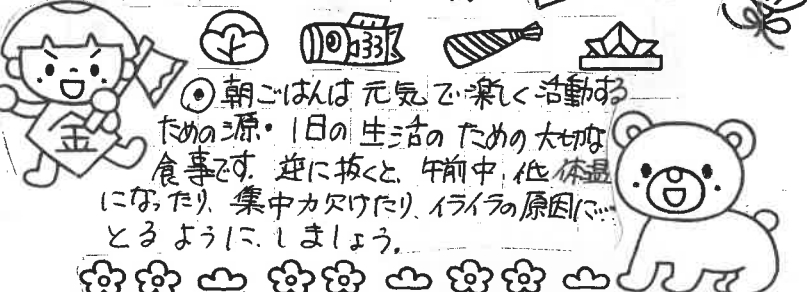 金
◉朝ごはんは元気で楽しく活動する
ための源・1日の生活のための大切な
食事です。逆に抜くと、午前中、低体温
になったり、集中力欠けたり、イライラの原因に…
とるようにしましょう。